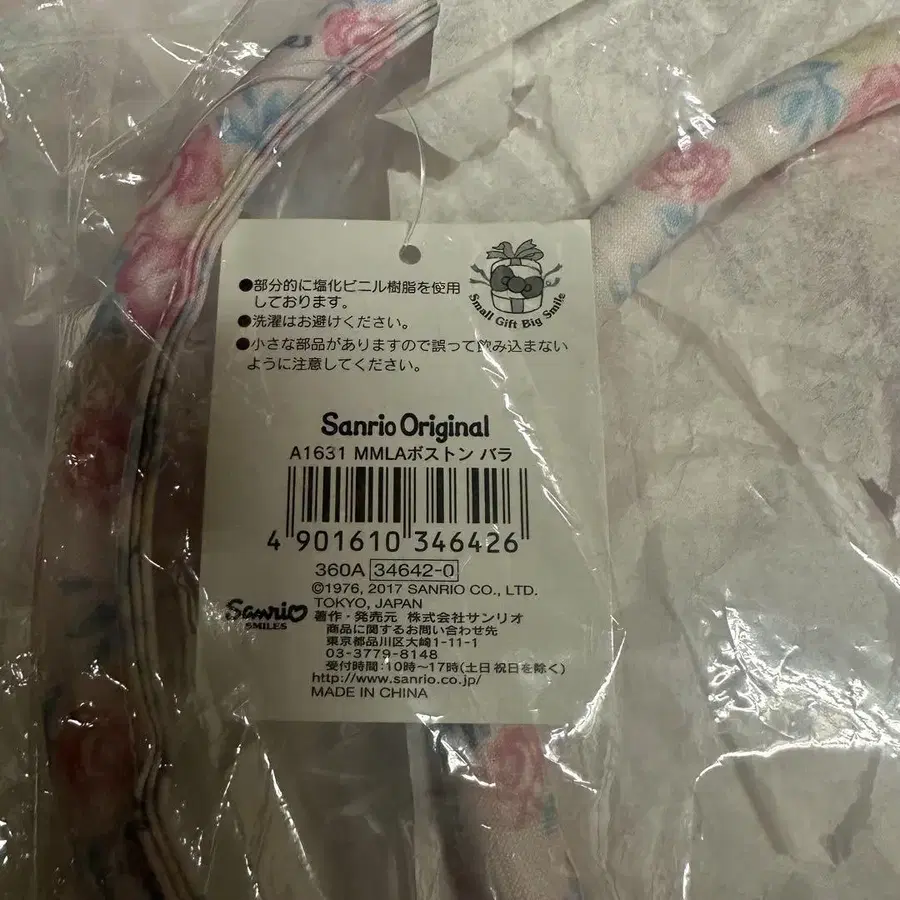 ●部分的に塩化ビニル樹脂を使用
しております。
●洗濯はお避けください。
●小さな部品がありますので誤って飲み込まない
ように注意してください。
Small Gift Big Smile
Sanrio Original
A1631 MMLAボストン バラ
4 901610 346426
360A 34642-0
©1976, 2017 SANRIO CO., LTD.
TOKYO, JAPAN
Sanrio
SMILES
著作・発売元 株式会社サンリオ
商品に関するお問い合わせ先
東京都品川区大崎1-11-1
03-3779-8148
受付時間:10時〜17時(土日祝日を除く)
http://www.sanrio.co.jp/
MADE IN CHINA